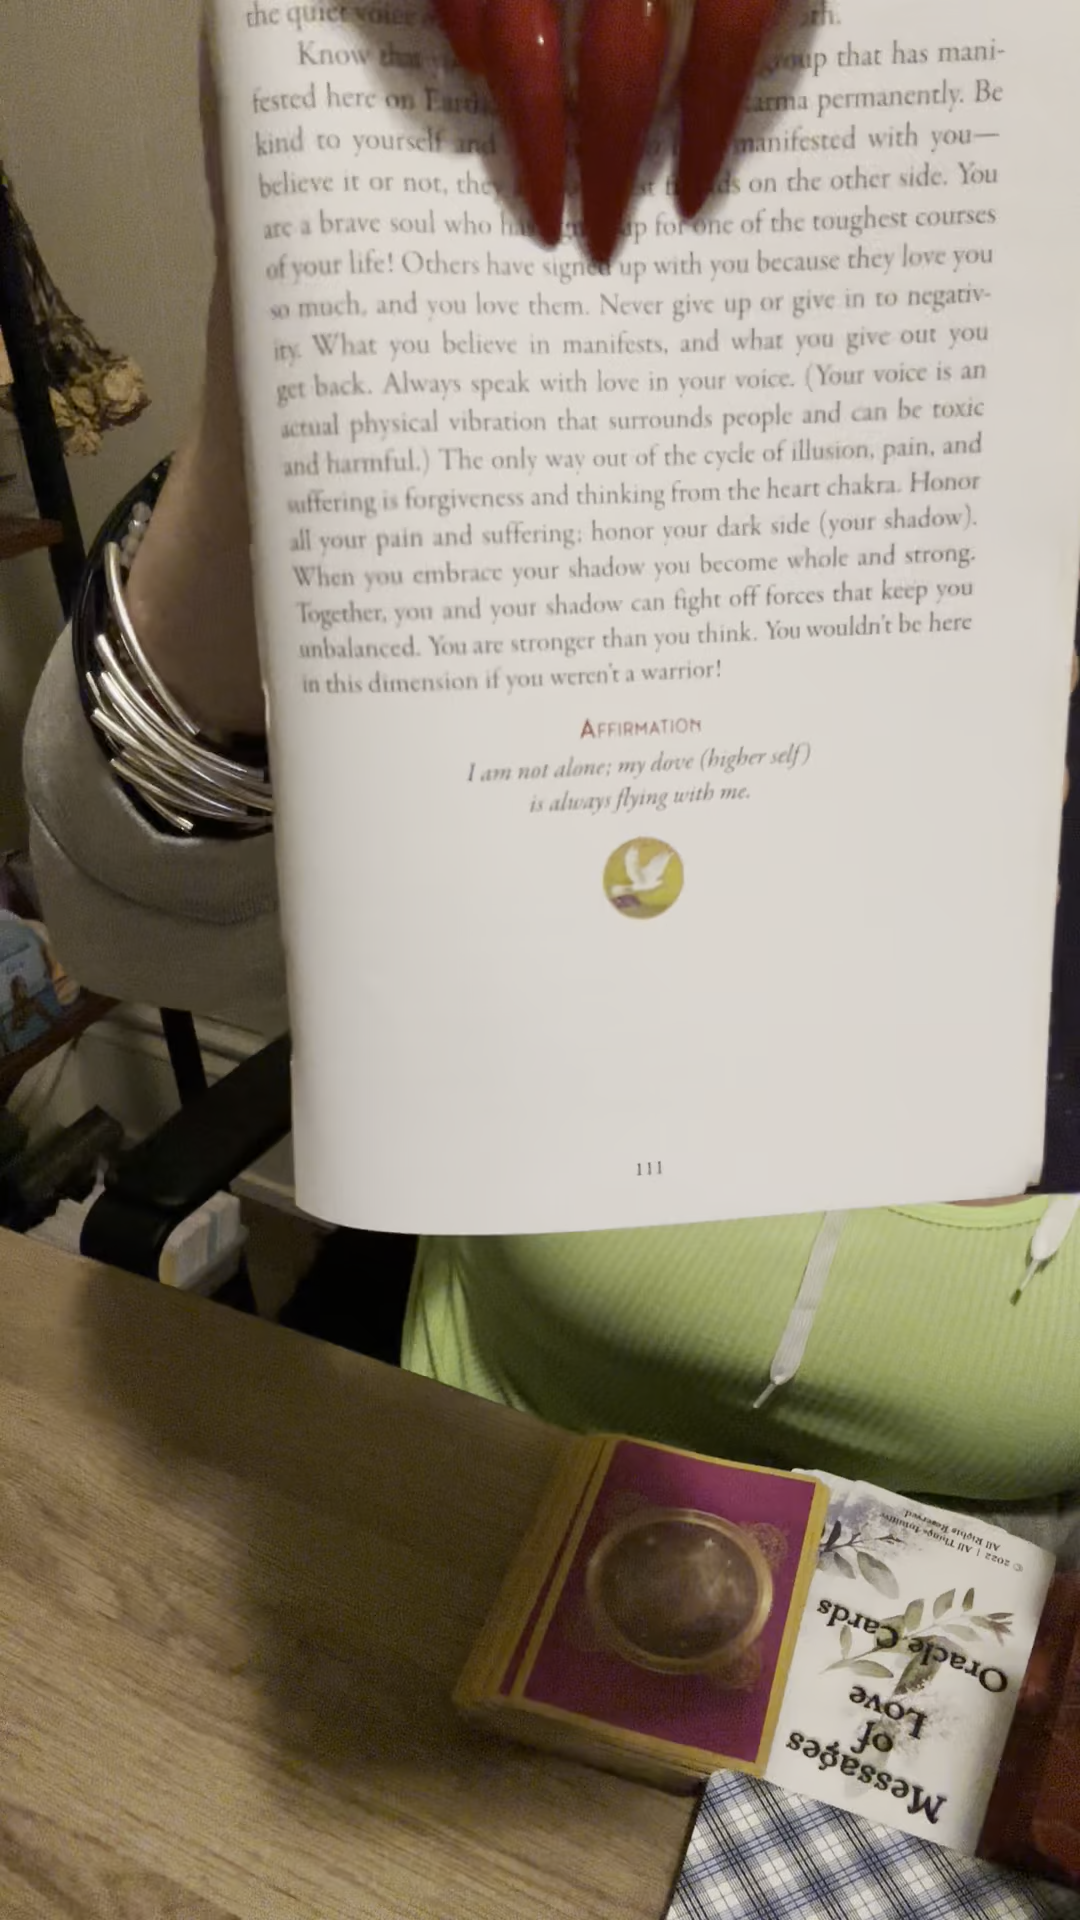 the quiet voice
Know that group that has mani-
fested here on Earth karma permanently. Be
kind to yourself and manifested with you—
believe it or not, they friends on the other side. You
are a brave soul who has signed up for one of the toughest courses
of your life! Others have signed up with you because they love you
so much, and you love them. Never give up or give in to negativ-
ity. What you believe in manifests, and what you give out you
get back. Always speak with love in your voice. (Your voice is an
actual physical vibration that surrounds people and can be toxic
and harmful.) The only way out of the cycle of illusion, pain, and
suffering is forgiveness and thinking from the heart chakra. Honor
all your pain and suffering; honor your dark side (your shadow).
When you embrace your shadow you become whole and strong.
Together, you and your shadow can fight off forces that keep you
unbalanced. You are stronger than you think. You wouldn't be here
in this dimension if you weren't a warrior!
AFFIRMATION
I am not alone; my dove (higher self)
is always flying with me.
111
Messages
of
Love
Oracle Cards
© 2022 | All Things Intuitive
All Rights Reserved.